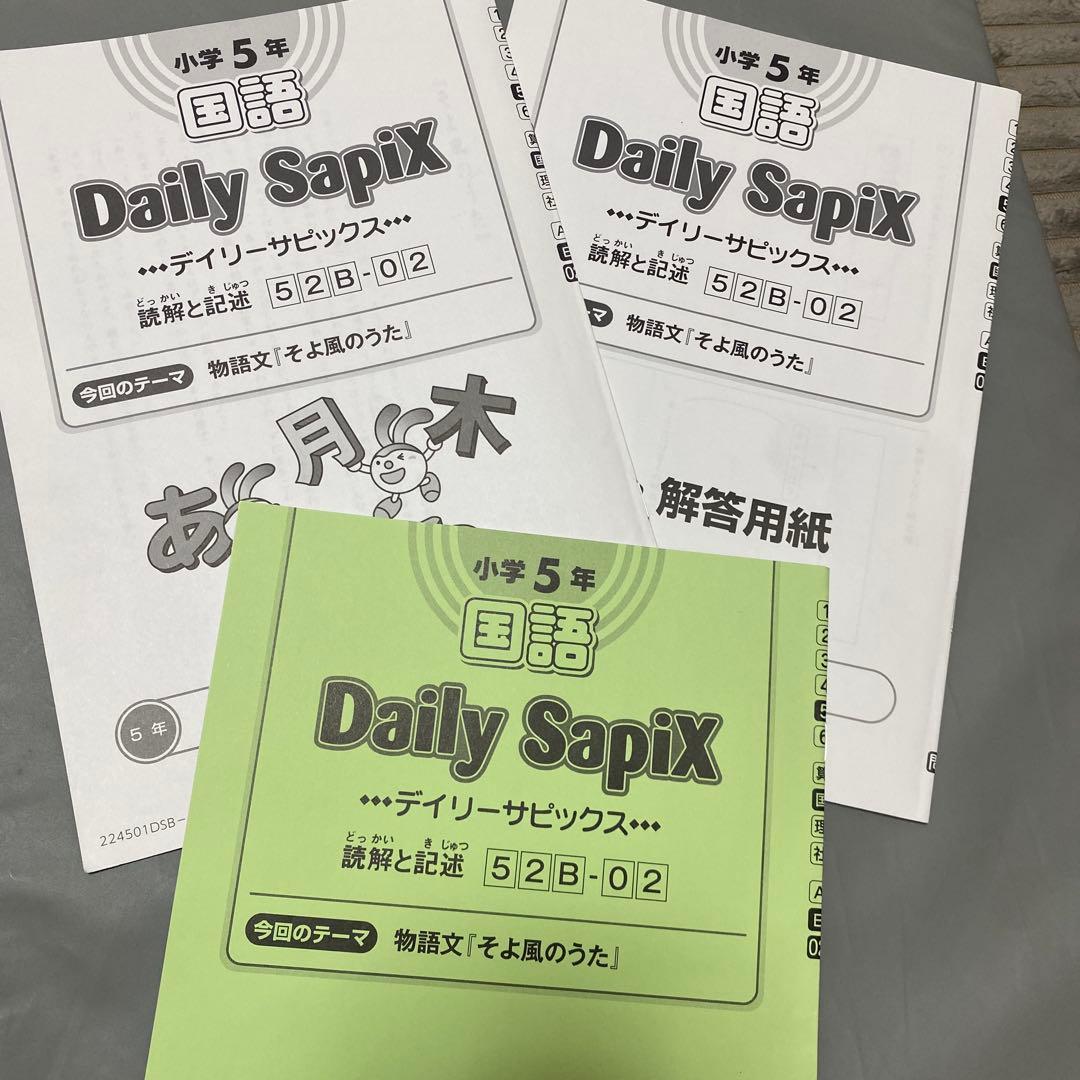 小学5年
国語
Daily SapiX
デイリーサピックス
どっかい きじゅつ
読解と記述 52B-02
今回のテーマ 物語文『そよ風のうた』
あ 月 木
5年
224501DSB-
小学5年
国語
Daily SapiX
デイリーサピックス
どっかい きじゅつ
読解と記述 52B-02
マ 物語文『そよ風のうた』
解答用紙
小学5年
国語
Daily SapiX
デイリーサピックス
どっかい きじゅつ
読解と記述 52B-02
今回のテーマ 物語文『そよ風のうた』